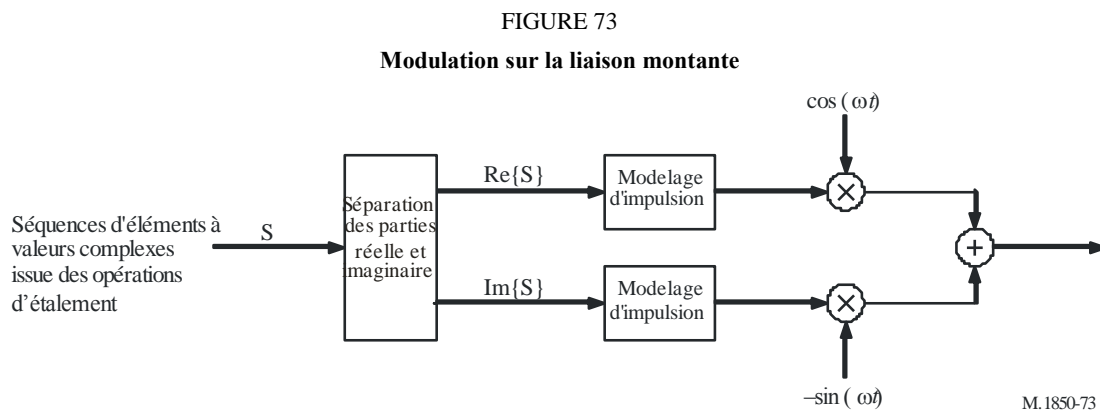 FIGURE 73
Modulation sur la liaison montante
cos ( ωt)
Séquences d'éléments à
valeurs complexes
issue des opérations
d’étalement
S
Séparation
des parties
réelle et
imaginaire
Re{S}
Modelage
d'impulsion
×
+
Im{S}
Modelage
d'impulsion
×
–sin ( ωt)
M.1850-73